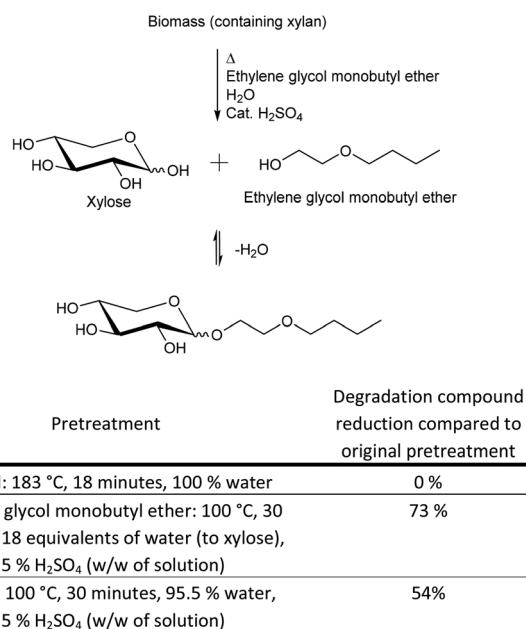 Biomass (containing xylan)
Δ
Ethylene glycol monobutyl ether
H₂O
Cat. H₂SO₄
HO
O
HO
OH
OH
+
HO
O
Xylose
Ethylene glycol monobutyl ether
-H₂O
HO
O
HO
OH
O
O
Degradation compound
Pretreatment
reduction compared to
original pretreatment
: 183 °C, 18 minutes, 100 % water
0 %
glycol monobutyl ether: 100 °C, 30
73 %
18 equivalents of water (to xylose),
5 % H₂SO₄ (w/w of solution)
100 °C, 30 minutes, 95.5 % water,
54%
5 % H₂SO₄ (w/w of solution)